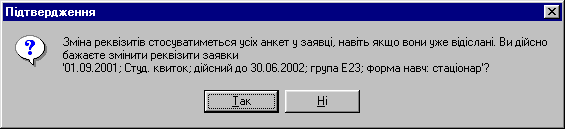 Підтвердження
Зміна реквізитів стосуватиметься усіх анкет у заявці, навіть якщо вони уже відіслані. Ви дійсно
бажаєте змінити реквізити заявки
'01.09.2001; Студ. квиток; дійсний до 30.06.2002; група Е23; форма навч: стаціонар'?
Так
Ні